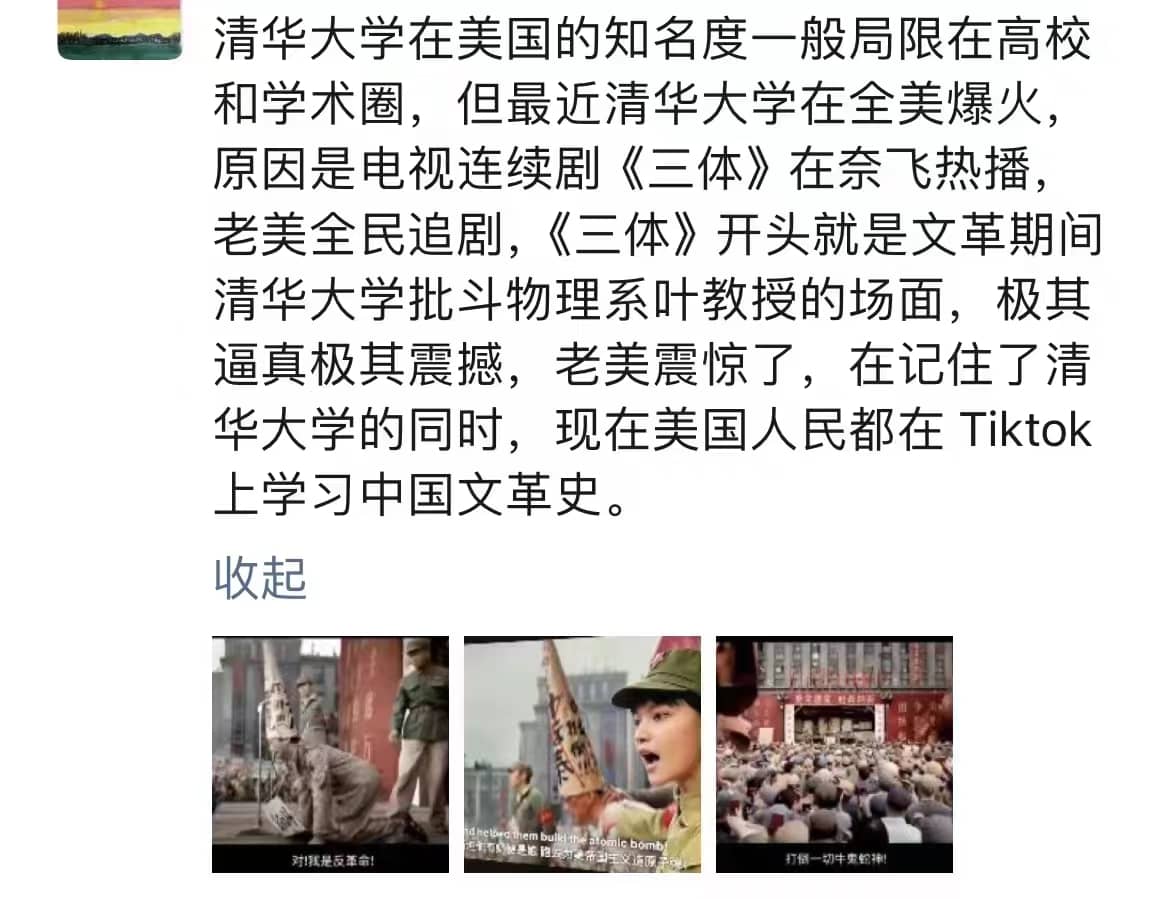 清华大学在美国的知名度一般局限在高校
和学术圈，但最近清华大学在全美爆火，
原因是电视连续剧《三体》在奈飞热播，
老美全民追剧，《三体》开头就是文革期间
清华大学批斗物理系叶教授的场面，极其
逼真极其震撼，老美震惊了，在记住了清
华大学的同时，现在美国人民都在 Tiktok
上学习中国文革史。
收起
对!我是反革命!
nd helped them build the atomic bomb!
打倒一切牛鬼蛇神!